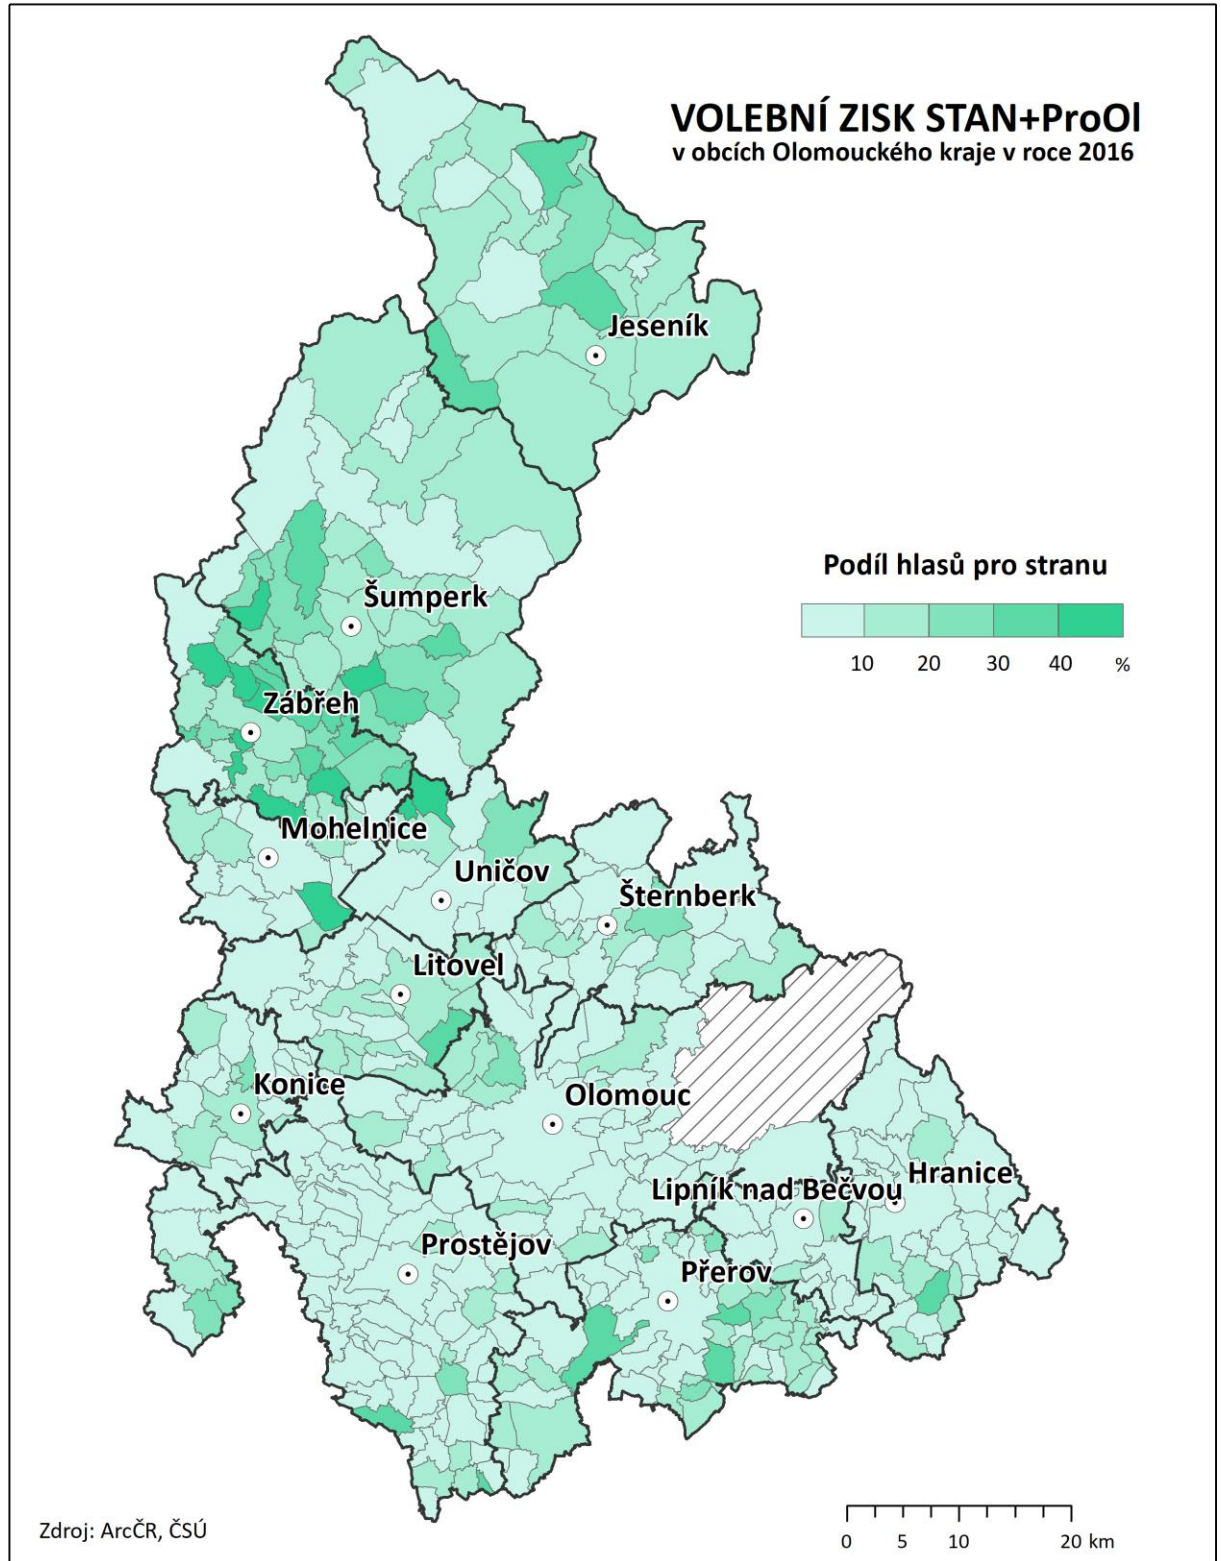 VOLEBNÍ ZISK STAN+ProOl
v obcích Olomouckého kraje v roce 2016
Jeseník
Podíl hlasů pro stranu
10 20 30 40 %
Šumperk
Zábřeh
Mohelnice
Uničov
Šternberk
Litovel
Konice
Olomouc
Lipník nad Bečvou
Hranice
Prostějov
Přerov
Zdroj: ArcČR, ČSÚ
0 5 10 20 km